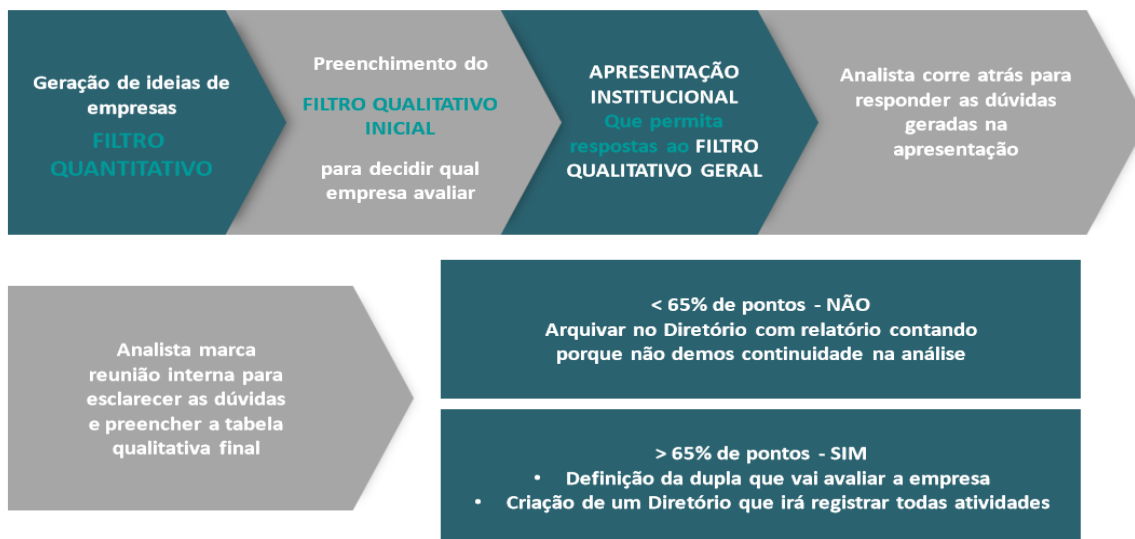 Geração de ideias de
empresas
FILTRO
QUANTITATIVO
Preenchimento do
FILTRO QUALITATIVO
INICIAL
para decidir qual
empresa avaliar
APRESENTAÇÃO
INSTITUCIONAL
Que permita
respostas ao FILTRO
QUALITATIVO GERAL
Analista corre atrás para
responder as dúvidas
geradas na
apresentação
Analista marca
reunião interna para
esclarecer as dúvidas
e preencher a tabela
qualitativa final
< 65% de pontos - NÃO
Arquivar no Diretório com relatório contando
porque não demos continuidade na análise
> 65% de pontos - SIM
• Definição da dupla que vai avaliar a empresa
• Criação de um Diretório que irá registrar todas atividades